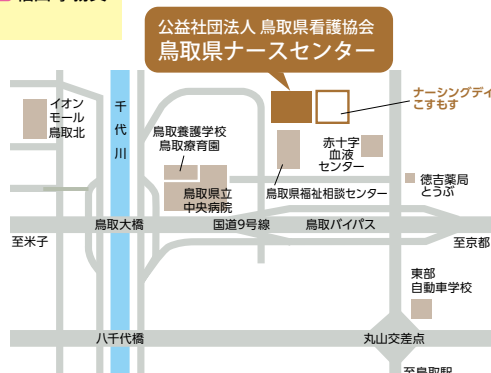 公益社団法人 鳥取県看護協会
鳥取県ナースセンター
イオン
モール
鳥取北
千代川
鳥取養護学校
鳥取療育園
鳥取県立
中央病院
赤十字
血液
センター
鳥取県福祉相談センター
ナーシングデイ
こすもす
徳吉薬局
とうぶ
鳥取大橋
国道9号線
鳥取バイパス
至米子
至京都
東部
自動車学校
八千代橋
丸山交差点
至鳥取駅